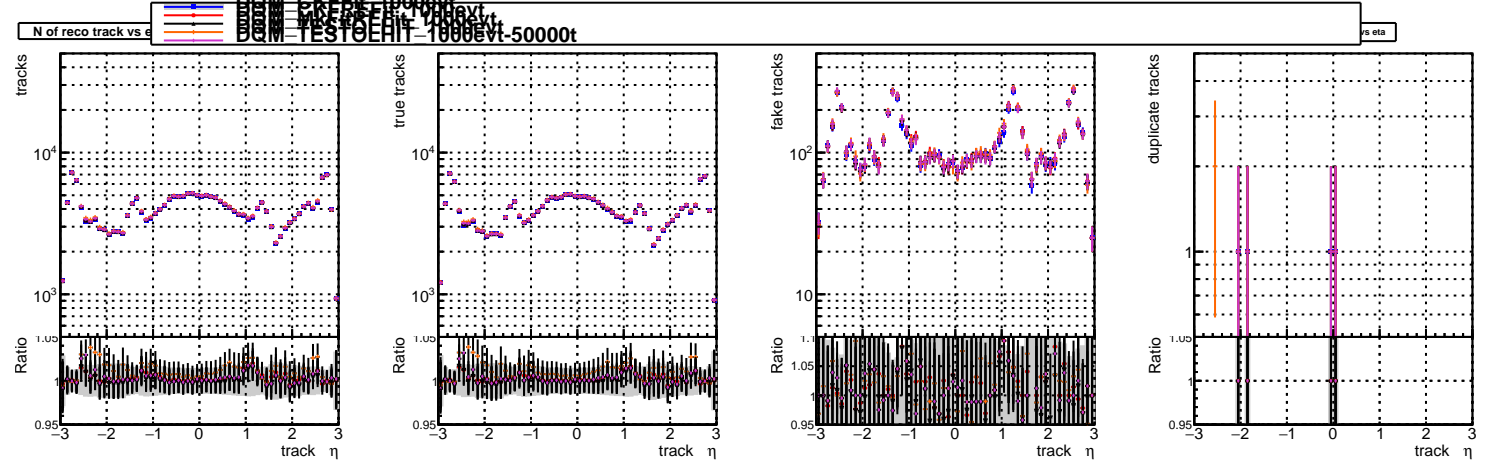 N of reco track vs e
DQM_TESTOLHIT_1000evt-50000t
vs eta
tracks
10⁴
10³
Ratio
1.05
1
0.95
−3 −2 −1 0 1 2 3
track η
true tracks
10⁴
10³
Ratio
1.05
1
0.95
−3 −2 −1 0 1 2 3
track η
fake tracks
10²
10
Ratio
1.1
1.05
1
0.95
−3 −2 −1 0 1 2 3
track η
duplicate tracks
1
Ratio
1.05
1
0.95
−3 −2 −1 0 1 2 3
track η